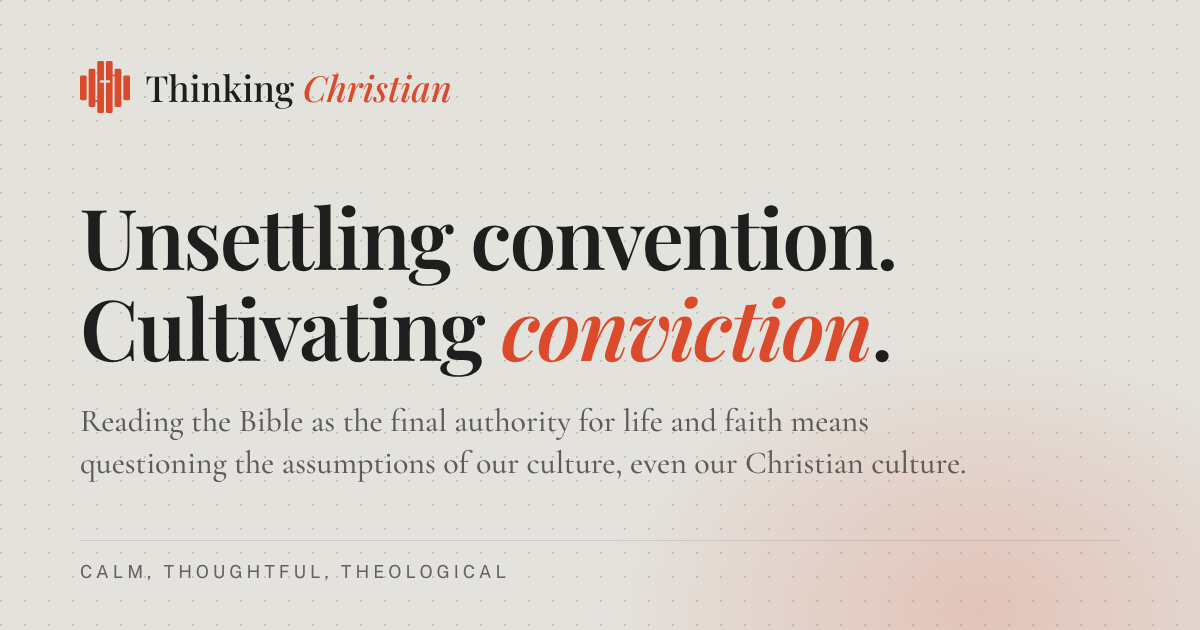 Thinking Christian
Unsettling convention.
Cultivating conviction.
Reading the Bible as the final authority for life and faith means
questioning the assumptions of our culture, even our Christian culture.
CALM, THOUGHTFUL, THEOLOGICAL